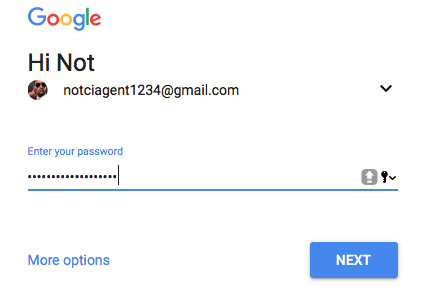 Google
Hi Not
notciagent1234@gmail.com
Enter your password
•••••••••••••••••••
More options
NEXT